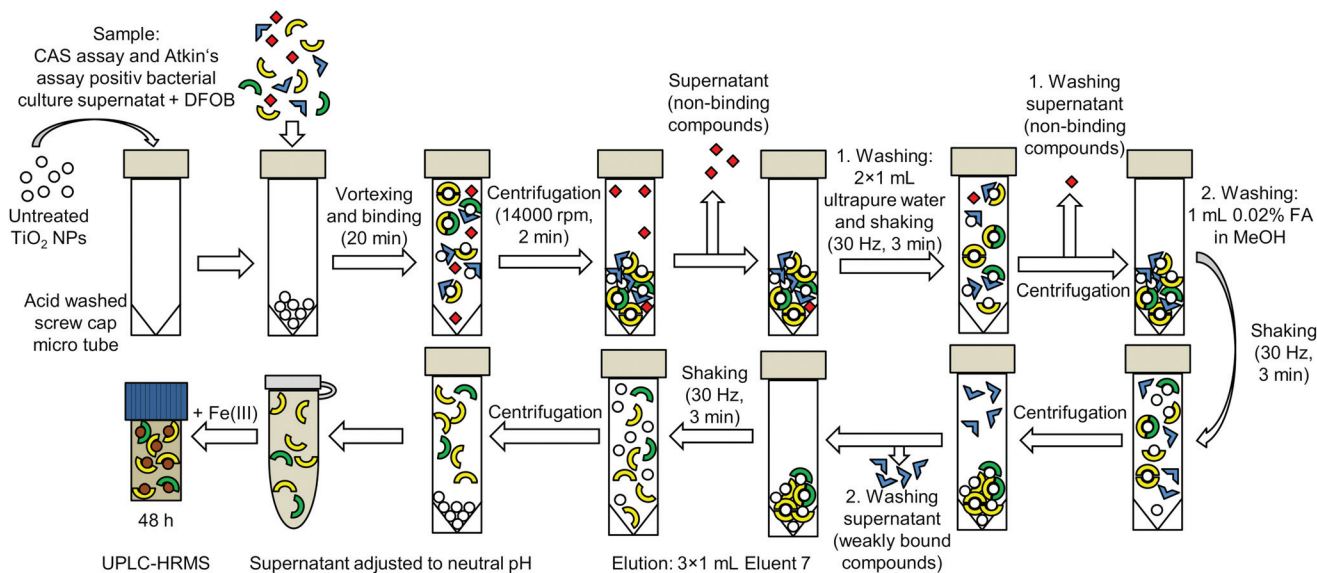 Sample:
CAS assay and Atkin‘s
assay positiv bacterial
culture supernatat + DFOB
Untreated
TiO2 NPs
Acid washed
screw cap
micro tube
Vortexing
and binding
(20 min)
Centrifugation
(14000 rpm,
2 min)
Supernatant
(non-binding
compounds)
1. Washing:
2×1 mL
ultrapure water
and shaking
(30 Hz, 3 min)
1. Washing
supernatant
(non-binding
compounds)
Centrifugation
2. Washing:
1 mL 0.02% FA
in MeOH
Shaking
(30 Hz,
3 min)
Centrifugation
2. Washing
supernatant
(weakly bound
compounds)
Shaking
(30 Hz,
3 min)
Elution: 3×1 mL Eluent 7
Centrifugation
Supernatant adjusted to neutral pH
+ Fe(III)
48 h
UPLC-HRMS